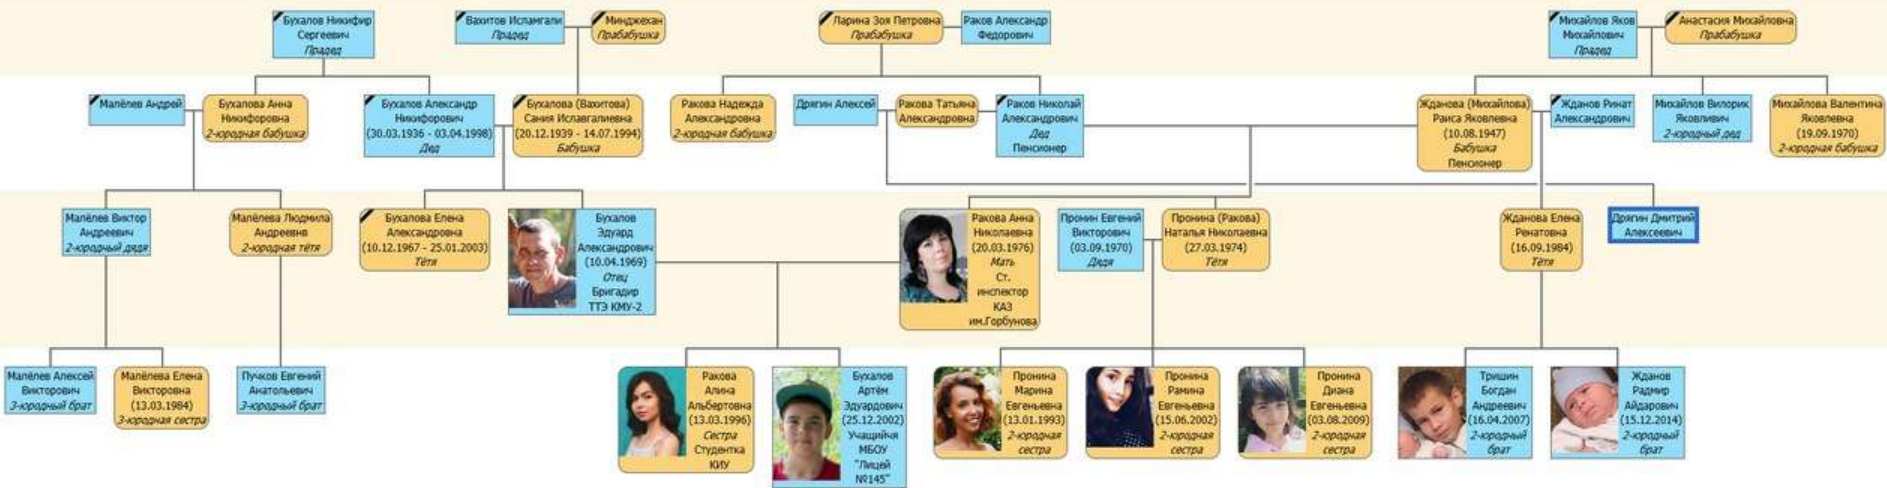 Бухалов Никифир
Сергеевич
Прадед
Вахитов Исламгали
Прадед
Минджехан
Прабабушка
Ларина Зоя Петровна
Прабабушка
Раков Александр
Федорович
Михайлов Яков
Михайлович
Прадед
Анастасия Михайловна
Прабабушка
Малёлев Андрей
Бухалова Анна
Никифоровна
2-юродная бабушка
Бухалов Александр
Никифорович
(30.03.1936 - 03.04.1998)
Дед
Бухалова (Вахитова)
Сания Иславгалиевна
(20.12.1939 - 14.07.1994)
Бабушка
Ракова Надежда
Александровна
2-юродная бабушка
Дрягин Алексей
Ракова Татьяна
Александровна
Раков Николай
Александрович
Дед
Пенсионер
Жданова (Михайлова)
Раиса Яковлевна
(10.08.1947)
Бабушка
Пенсионер
Жданов Ринат
Александрович
Михайлов Вилорик
Яковливич
2-юродный дед
Михайлова Валентина
Яковлевна
(19.09.1970)
2-юродная бабушка
Малёлев Виктор
Андреевич
2-юродный дядя
Малёлева Людмила
Андреевнв
2-юродная тётя
Бухалова Елена
Александровна
(10.12.1967 - 25.01.2003)
Тётя
Бухалов
Эдуард
Александрович
(10.04.1969)
Отец
Бригадир
ТТЭ КМУ-2
Ракова Анна
Николаевна
(20.03.1976)
Мать
Ст.
инспектор
КАЗ
им.Горбунова
Пронин Евгений
Викторович
(03.09.1970)
Дядя
Пронина (Ракова)
Наталья Николаевна
(27.03.1974)
Тётя
Жданова Елена
Ренатовна
(16.09.1984)
Тётя
Дрягин Дмитрий
Алексеевич
Малёлев Алексей
Викторович
3-юродный брат
Малёлева Елена
Викторовна
(13.03.1984)
3-юродная сестра
Пучков Евгений
Анатольевич
3-юродный брат
Ракова
Алина
Альбертовна
(13.03.1996)
Сестра
Студентка
КИУ
Бухалов
Артём
Эдуардович
(25.12.2002)
Учащийчя
МБОУ
"Лицей
№145"
Пронина
Марина
Евгеньевна
(13.01.1993)
2-юродная
сестра
Пронина
Рамина
Евгеньевна
(15.06.2002)
2-юродная
сестра
Пронина
Диана
Евгеньевна
(03.08.2009)
2-юродная
сестра
Тришин
Богдан
Андреевич
(16.04.2007)
2-юродный
брат
Жданов
Радмир
Айдарович
(15.12.2014)
2-юродный
брат